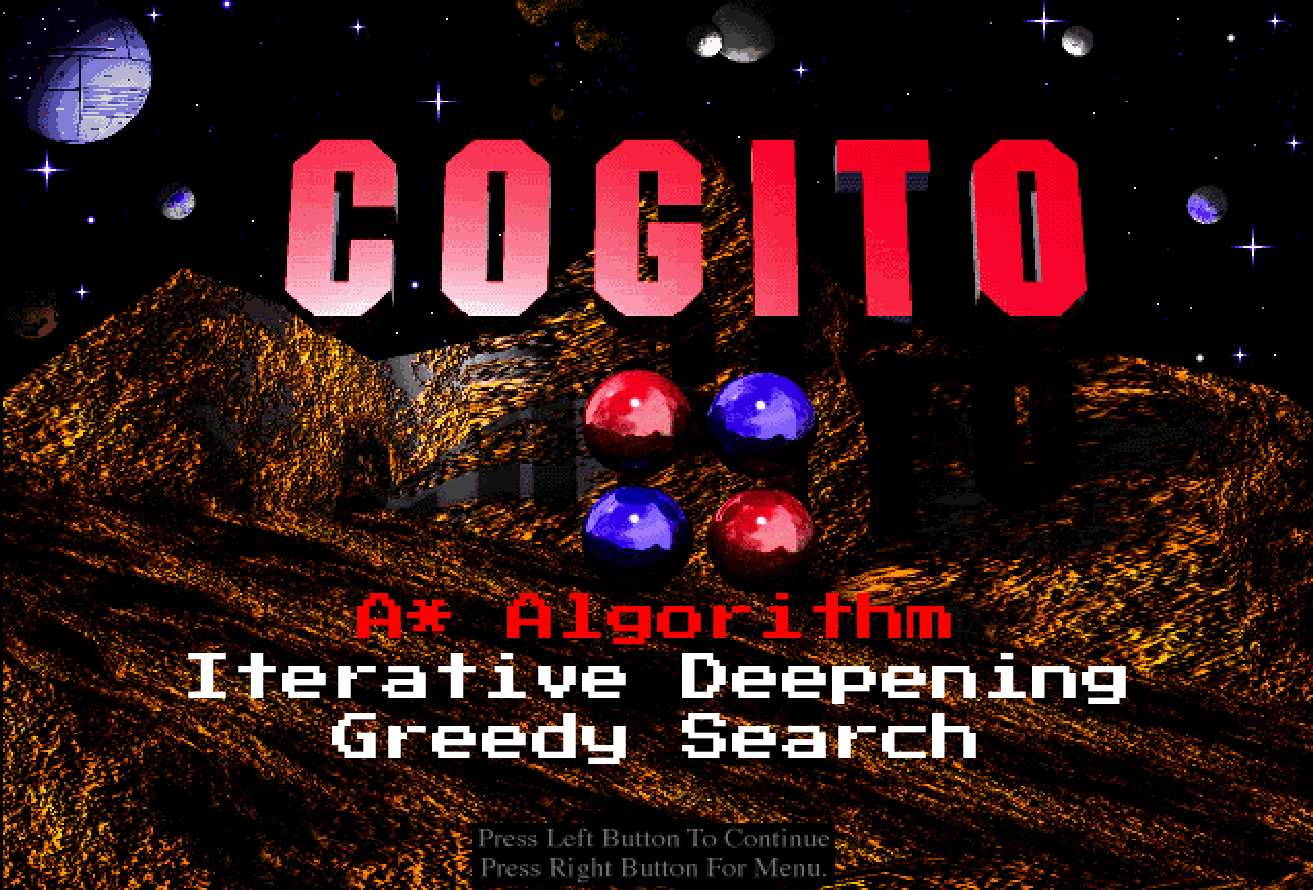 COGITO
A* Algorithm
Iterative Deepening
Greedy Search
Press Left Button To Continue
Press Right Button For Menu.